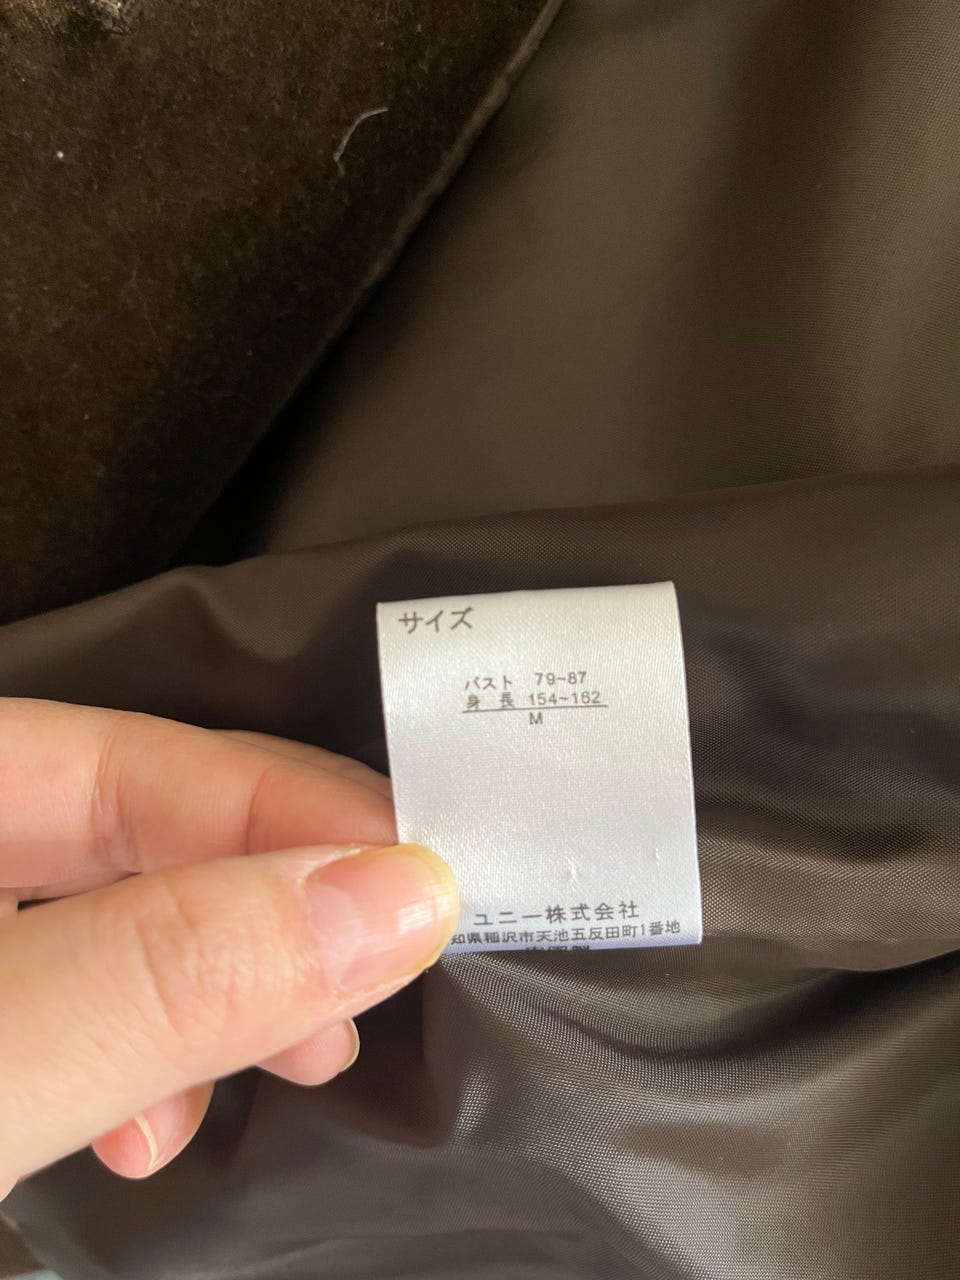 サイズ
バスト 79~87
身 長 154~162
M
ユニー株式会社
知県稲沢市天池五反田町1番地